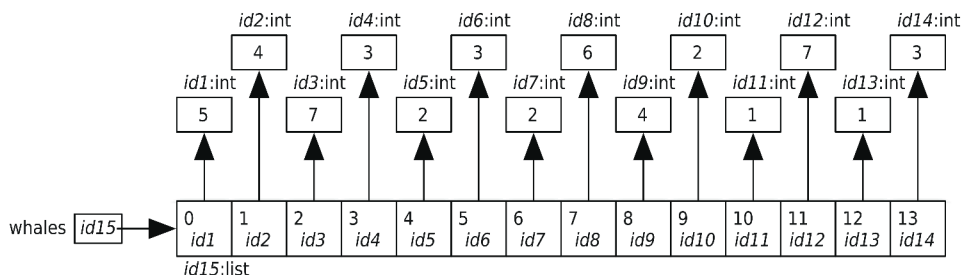 id2:int id4:int id6:int id8:int id10:int id12:int id14:int
4 3 3 6 2 7 3
id1:int id3:int id5:int id7:int id9:int id11:int id13:int
5 7 2 2 4 1 1
0 1 2 3 4 5 6 7 8 9 10 11 12 13
whales id15 id1 id2 id3 id4 id5 id6 id7 id8 id9 id10 id11 id12 id13 id14
id15:list